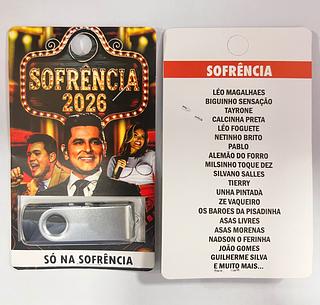 SOFRÊNCIA
2026
SÓ NA SOFRÊNCIA
SOFRÊNCIA
LÉO MAGALHAES
BIGUINHO SENSAÇÃO
TAYRONE
CALCINHA PRETA
LÉO FOGUETE
NETINHO BRITO
PABLO
ALEMÃO DO FORRO
MILSINHO TOQUE DEZ
SILVANO SALLES
TIERRY
UNHA PINTADA
ZE VAQUEIRO
OS BAROES DA PISADINHA
ASAS LIVRES
ASAS MORENAS
NADSON O FERINHA
JOÃO GOMES
GUILHERME SILVA
E MUITO MAIS...